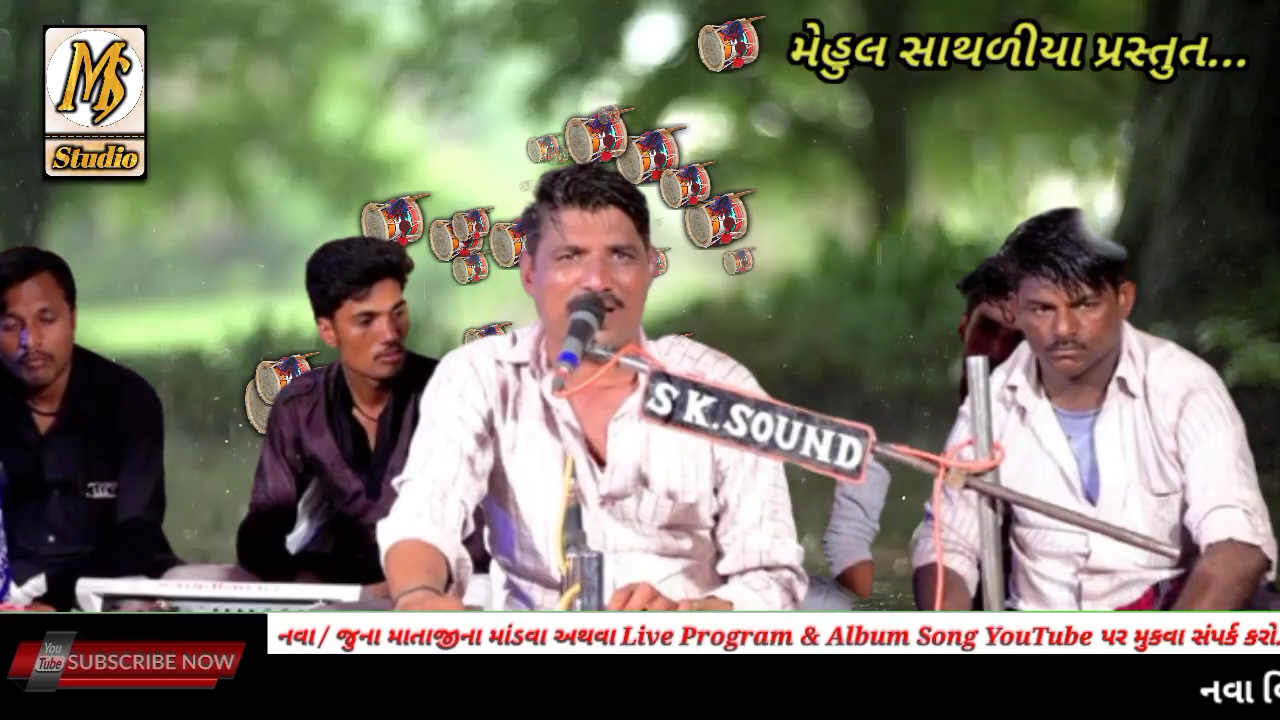 MS
Studio
મેહુલ સાથળીયા પ્રસ્તુત...
S K.SOUND
નવા / જુના માતાજીના માંડવા અથવા Live Program & Album Song YouTube પર મુકવા સંપર્ક કરો.
You
Tube
SUBSCRIBE NOW
નવા